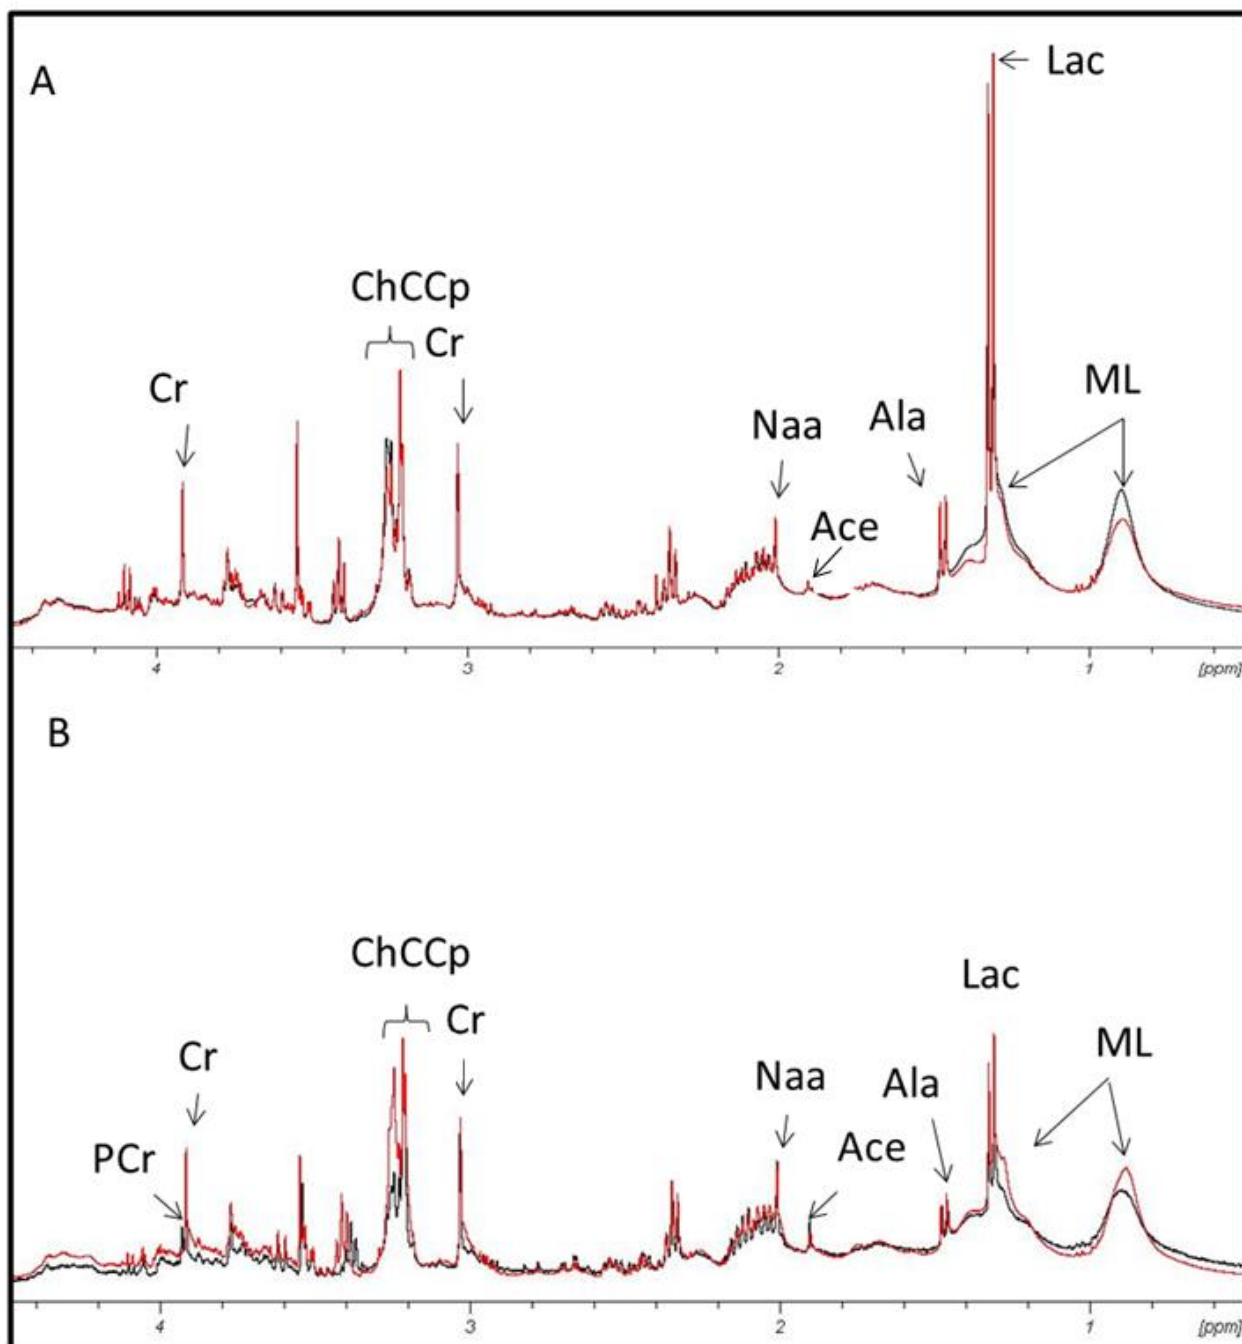 A
Lac
ChCCp
Cr
Cr
ML
Naa
Ala
Ace
4 3 2 1 [ppm]
B
ChCCp
Lac
Cr
Cr
ML
Naa
Ala
PCr
Ace
4 3 2 1 [ppm]